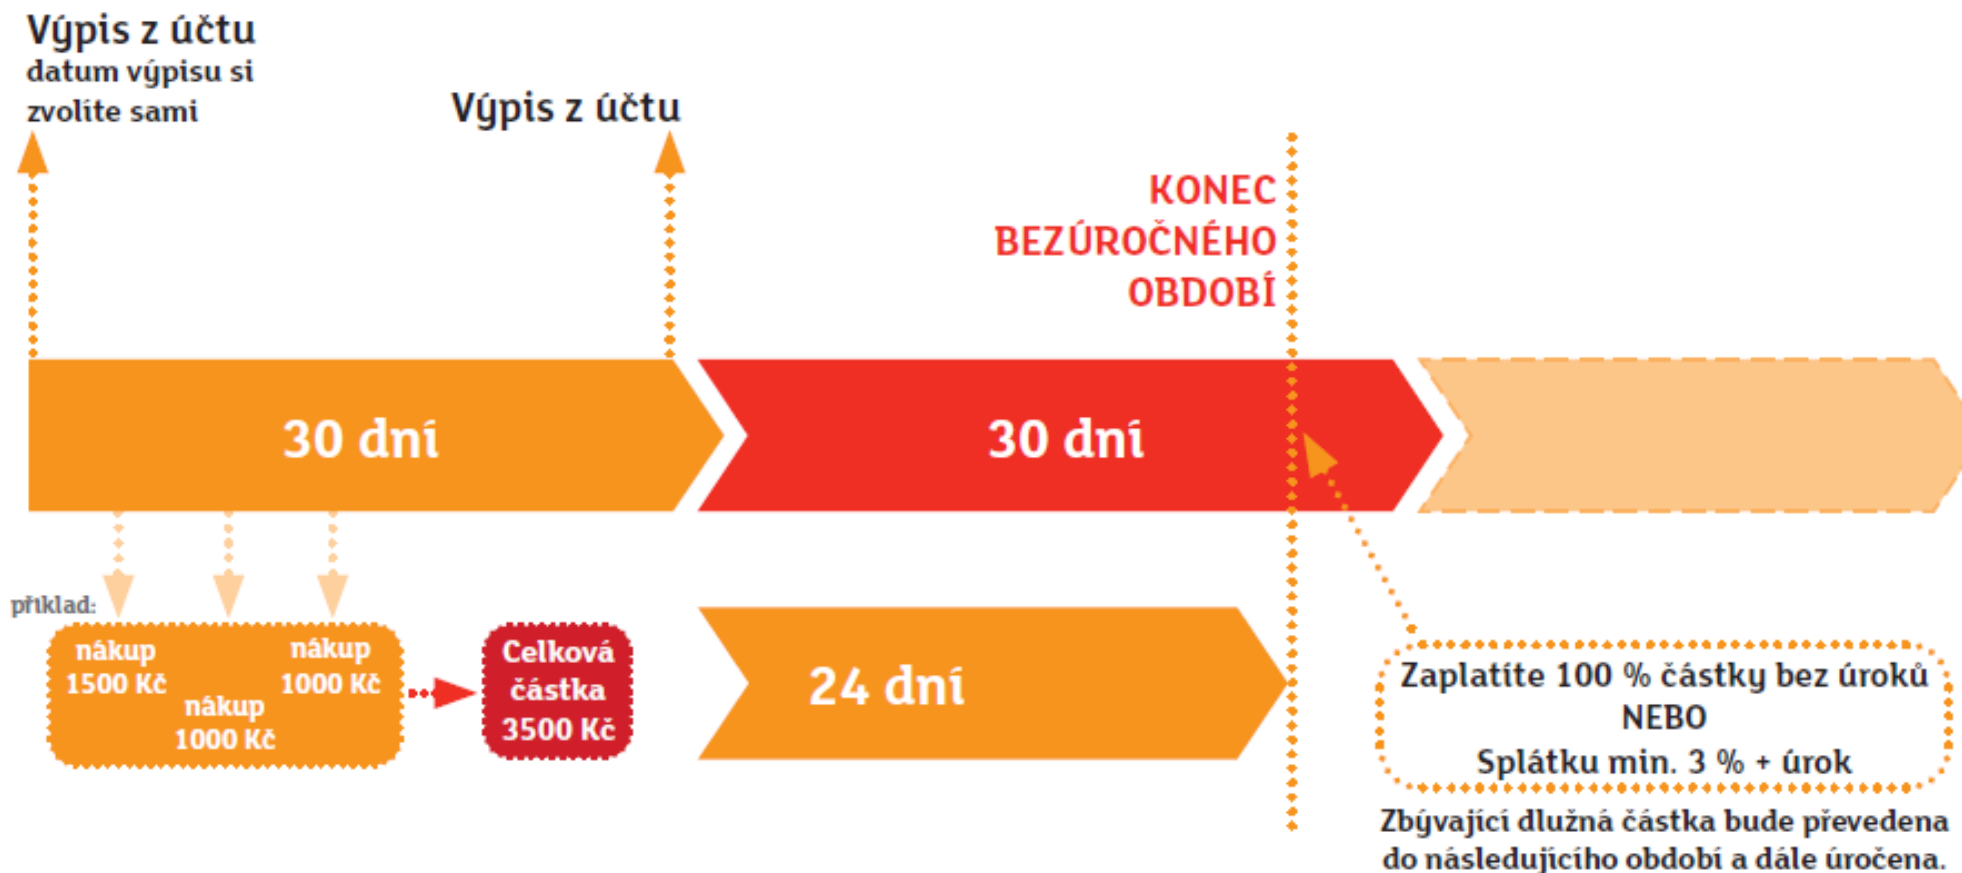 Výpis z účtu
datum výpisu si
zvolíte sami
Výpis z účtu
KONEC
BEZÚROČNÉHO
OBDOBÍ
30 dní
30 dní
příklad:
nákup
1500 Kč
nákup
1000 Kč
nákup
1000 Kč
Celková
částka
3500 Kč
24 dní
Zaplatíte 100 % částky bez úroků
NEBO
Splátku min. 3 % + úrok
Zbývající dlužná částka bude převedena
do následujícího období a dále úročena.